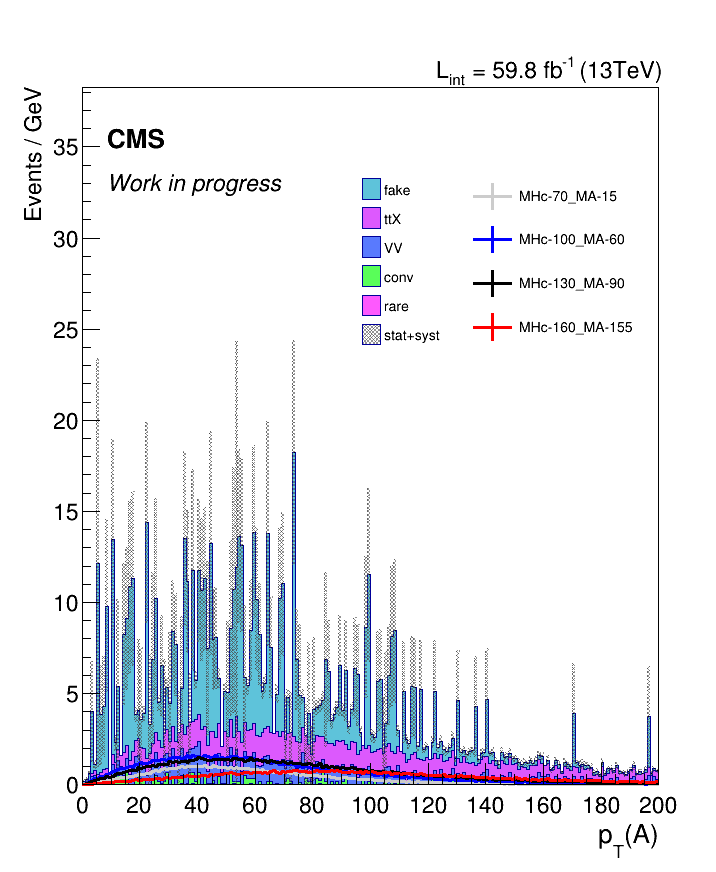 L_int = 59.8 fb^-1 (13TeV)
Events / GeV
CMS
Work in progress
fake
ttX
VV
conv
rare
stat+syst
MHc-70_MA-15
MHc-100_MA-60
MHc-130_MA-90
MHc-160_MA-155
35
30
25
20
15
10
5
0
0 20 40 60 80 100 120 140 160 180 200
p_T(A)